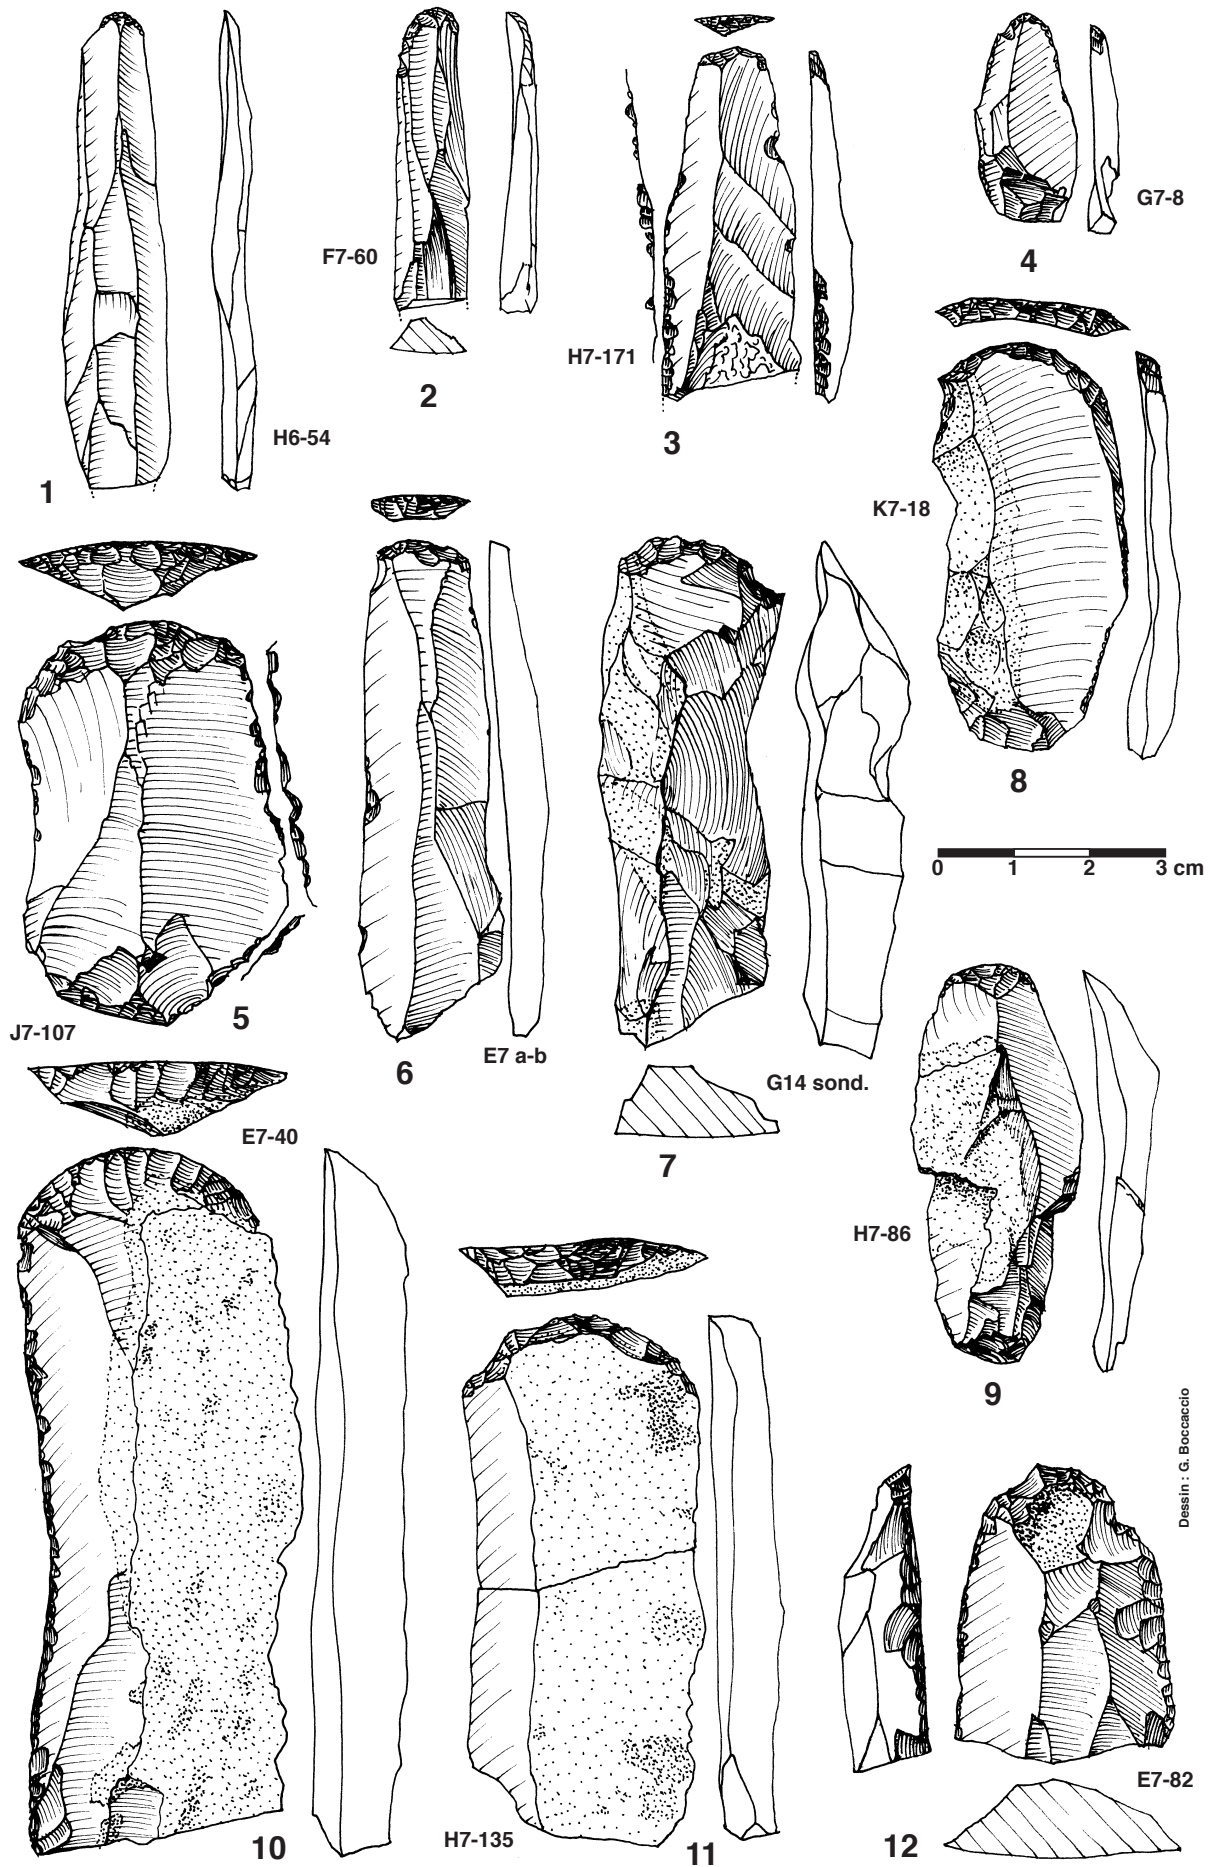 F7-60
2
H6-54
1
H7-171
3
G7-8
4
K7-18
8
0 1 2 3 cm
J7-107
5
E7 a-b
6
G14 sond.
7
E7-40
10
H7-135
11
H7-86
9
Dessin : G. Boccaccio
E7-82
12